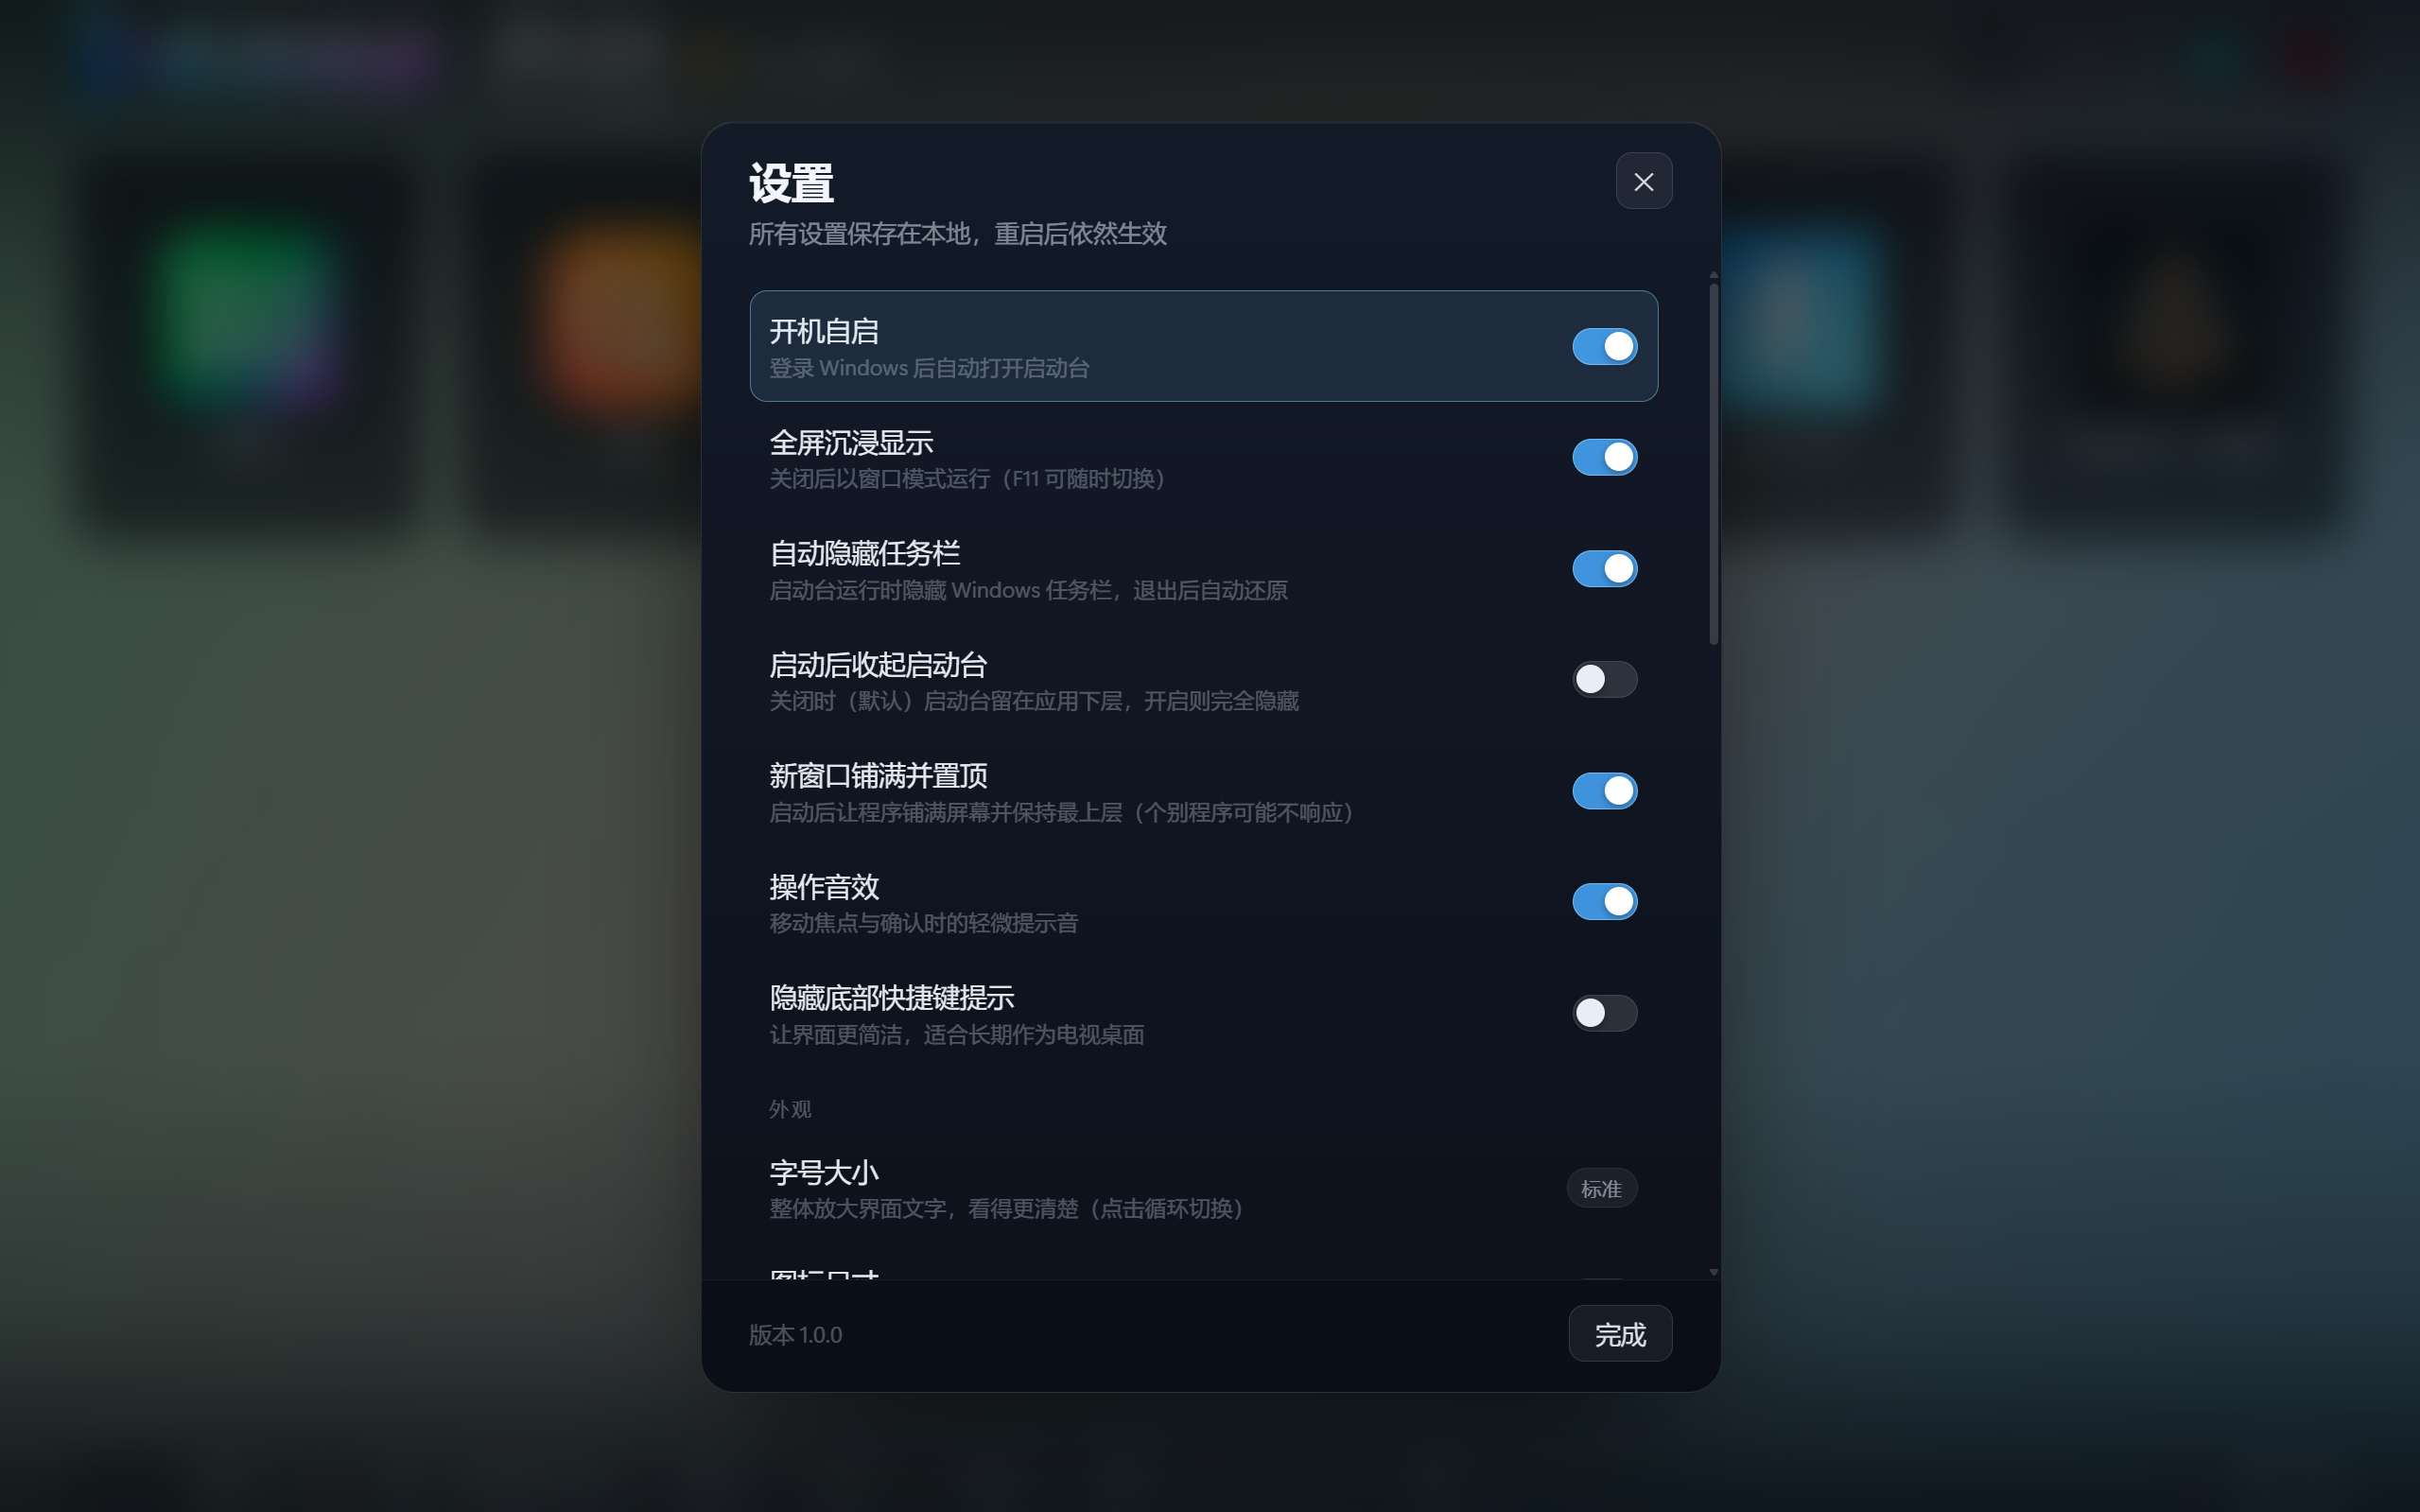 设置
所有设置保存在本地，重启后依然生效
开机自启
登录 Windows 后自动打开启动台
全屏沉浸显示
关闭后以窗口模式运行（F11 可随时切换）
自动隐藏任务栏
启动台运行时隐藏 Windows 任务栏，退出后自动还原
启动后收起启动台
关闭时（默认）启动台留在应用下层，开启则完全隐藏
新窗口铺满并置顶
启动后让程序铺满屏幕并保持最上层（个别程序可能不响应）
操作音效
移动焦点与确认时的轻微提示音
隐藏底部快捷键提示
让界面更简洁，适合长期作为电视桌面
外观
字号大小
标准
整体放大界面文字，看得更清楚（点击循环切换）
图标尺寸
版本 1.0.0
完成